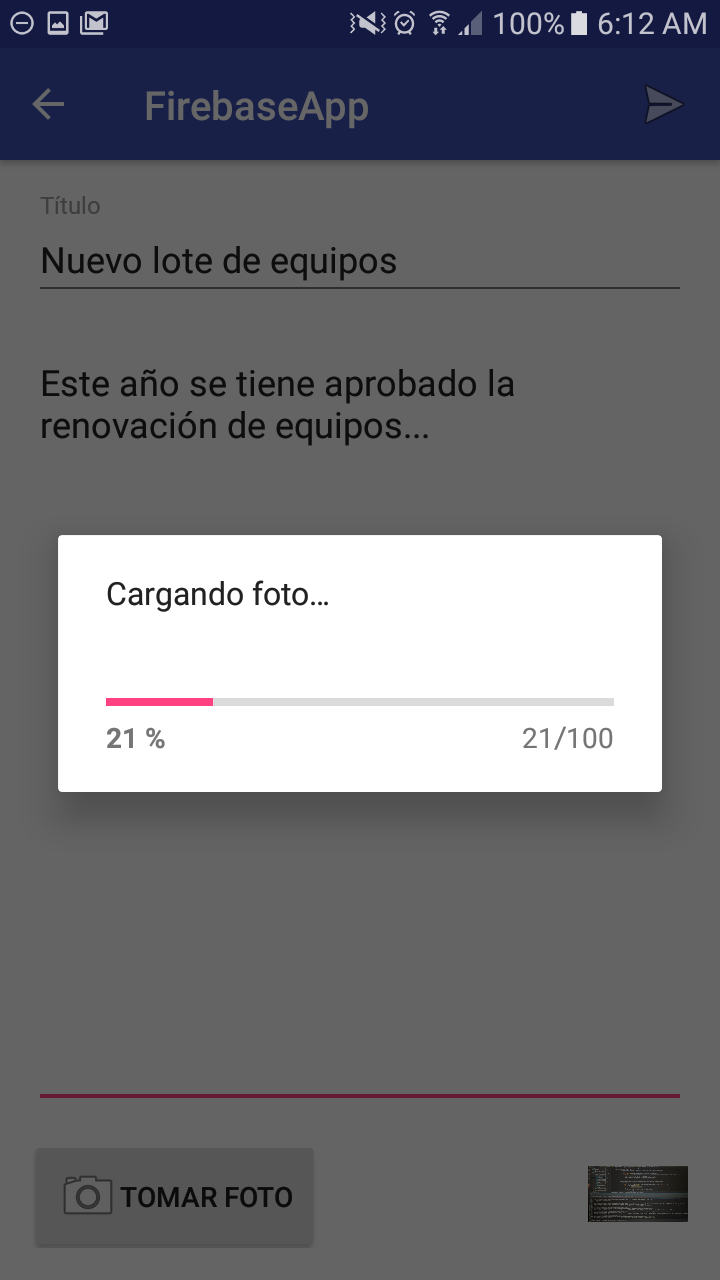 100% 6:12 AM
FirebaseApp
Título
Nuevo lote de equipos
Este año se tiene aprobado la
renovación de equipos...
Cargando foto...
21 %
21/100
TOMAR FOTO